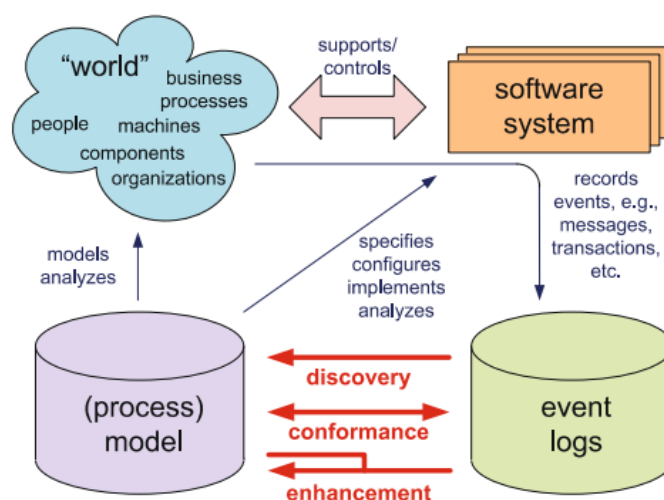 “world”
business
processes
people
machines
components
organizations
supports/
controls
software
system
records
events, e.g.,
messages,
transactions,
etc.
models
analyzes
specifies
configures
implements
analyzes
(process)
model
discovery
conformance
enhancement
event
logs